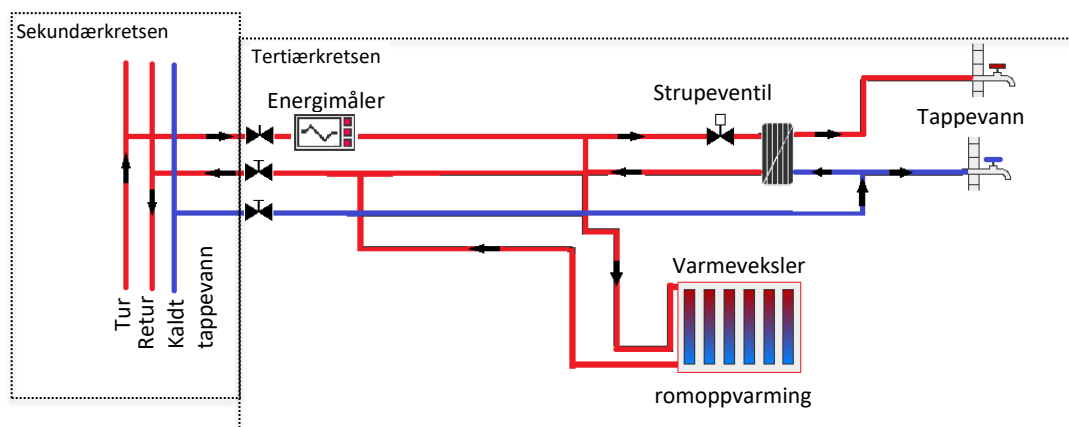 Sekundærkretsen
Tertiærkretsen
Energimåler
Strupeventil
Tappevann
Varmeveksler
romoppvarming
Tur
Retur
Kaldt
tappevann